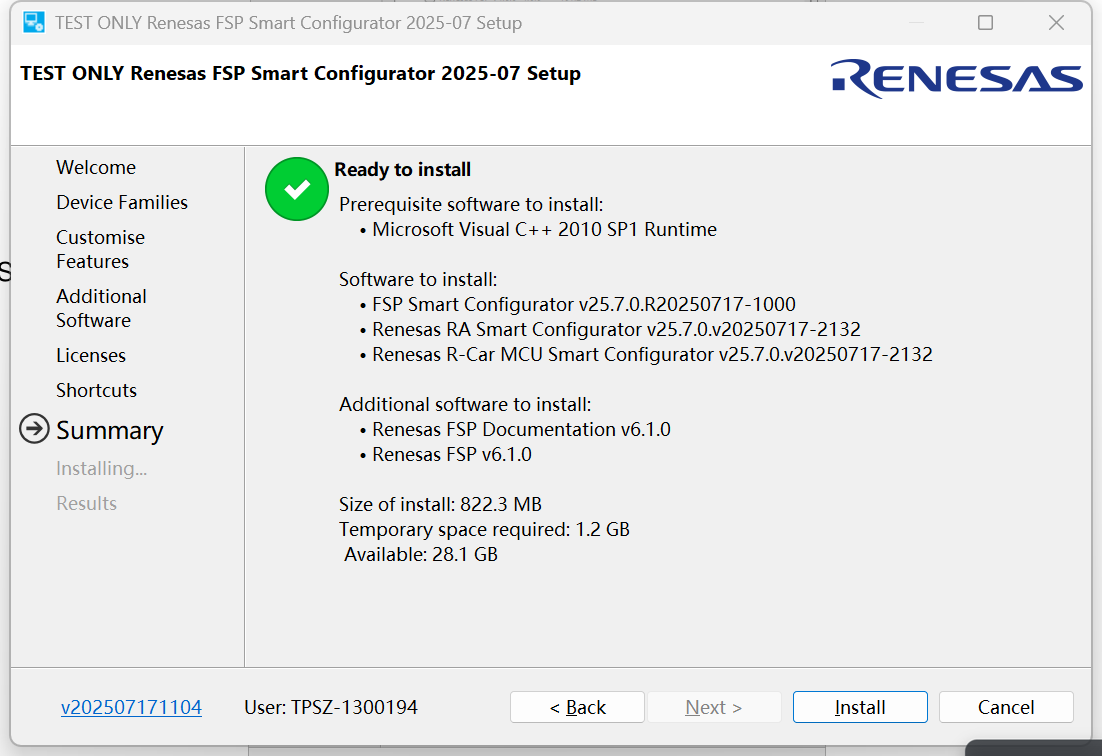 TEST ONLY Renesas FSP Smart Configurator 2025-07 Setup
TEST ONLY Renesas FSP Smart Configurator 2025-07 Setup
RENESAS
Welcome
Device Families
Customise
Features
Additional
Software
Licenses
Shortcuts
Summary
Installing...
Results
Ready to install
Prerequisite software to install:
• Microsoft Visual C++ 2010 SP1 Runtime
Software to install:
• FSP Smart Configurator v25.7.0.R20250717-1000
• Renesas RA Smart Configurator v25.7.0.v20250717-2132
• Renesas R-Car MCU Smart Configurator v25.7.0.v20250717-2132
Additional software to install:
• Renesas FSP Documentation v6.1.0
• Renesas FSP v6.1.0
Size of install: 822.3 MB
Temporary space required: 1.2 GB
Available: 28.1 GB
v202507171104
User: TPSZ-1300194
< Back
Next >
Install
Cancel